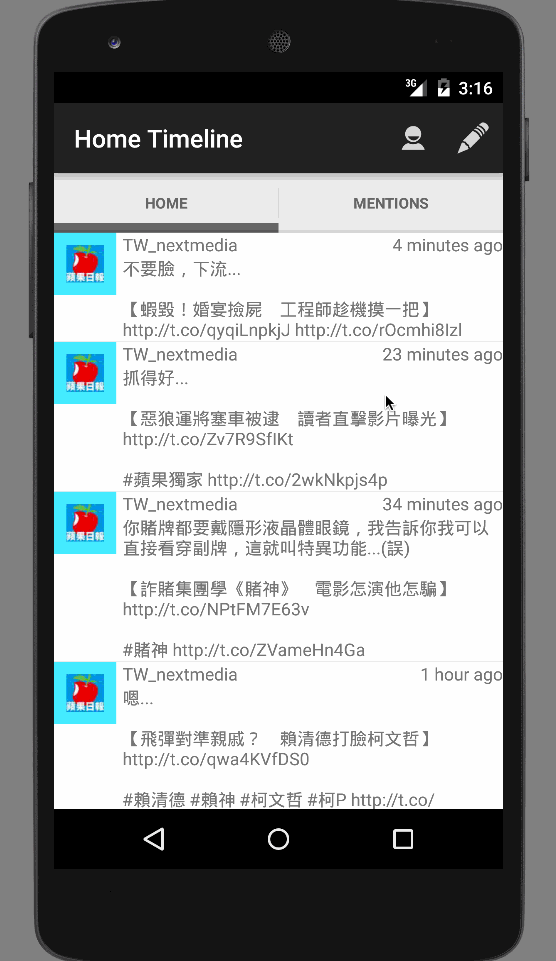 3G 3:16
Home Timeline
HOME MENTIONS
蘋果日報
TW_nextmedia 4 minutes ago
不要臉，下流...
【蝦毀！婚宴撿屍　工程師趁機摸一把】
http://t.co/qyqiLnpkjJ http://t.co/rOcmhi8Izl
蘋果日報
TW_nextmedia 23 minutes ago
抓得好...
【惡狼運將塞車被逮　讀者直擊影片曝光】
http://t.co/Zv7R9SfIKt
#蘋果獨家 http://t.co/2wkNkpjs4p
蘋果日報
TW_nextmedia 34 minutes ago
你賭牌都要戴隱形液晶體眼鏡，我告訴你我可以
直接看穿副牌，這就叫特異功能...(誤)
【詐賭集團學《賭神》　電影怎演他怎騙】
http://t.co/NPtFM7E63v
#賭神 http://t.co/ZVameHn4Ga
蘋果日報
TW_nextmedia 1 hour ago
嗯...
【飛彈對準親戚？　賴清德打臉柯文哲】
http://t.co/qwa4KVfDS0
#賴清德 #賴神 #柯文哲 #柯P http://t.co/